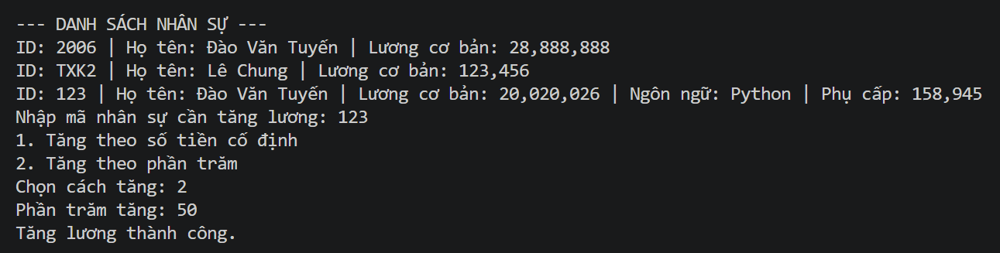 --- DANH SÁCH NHÂN SỰ ---
ID: 2006 | Họ tên: Đào Văn Tuyến | Lương cơ bản: 28,888,888
ID: TXK2 | Họ tên: Lê Chung | Lương cơ bản: 123,456
ID: 123 | Họ tên: Đào Văn Tuyến | Lương cơ bản: 20,020,026 | Ngôn ngữ: Python | Phụ cấp: 158,945
Nhập mã nhân sự cần tăng lương: 123
1. Tăng theo số tiền cố định
2. Tăng theo phần trăm
Chọn cách tăng: 2
Phần trăm tăng: 50
Tăng lương thành công.